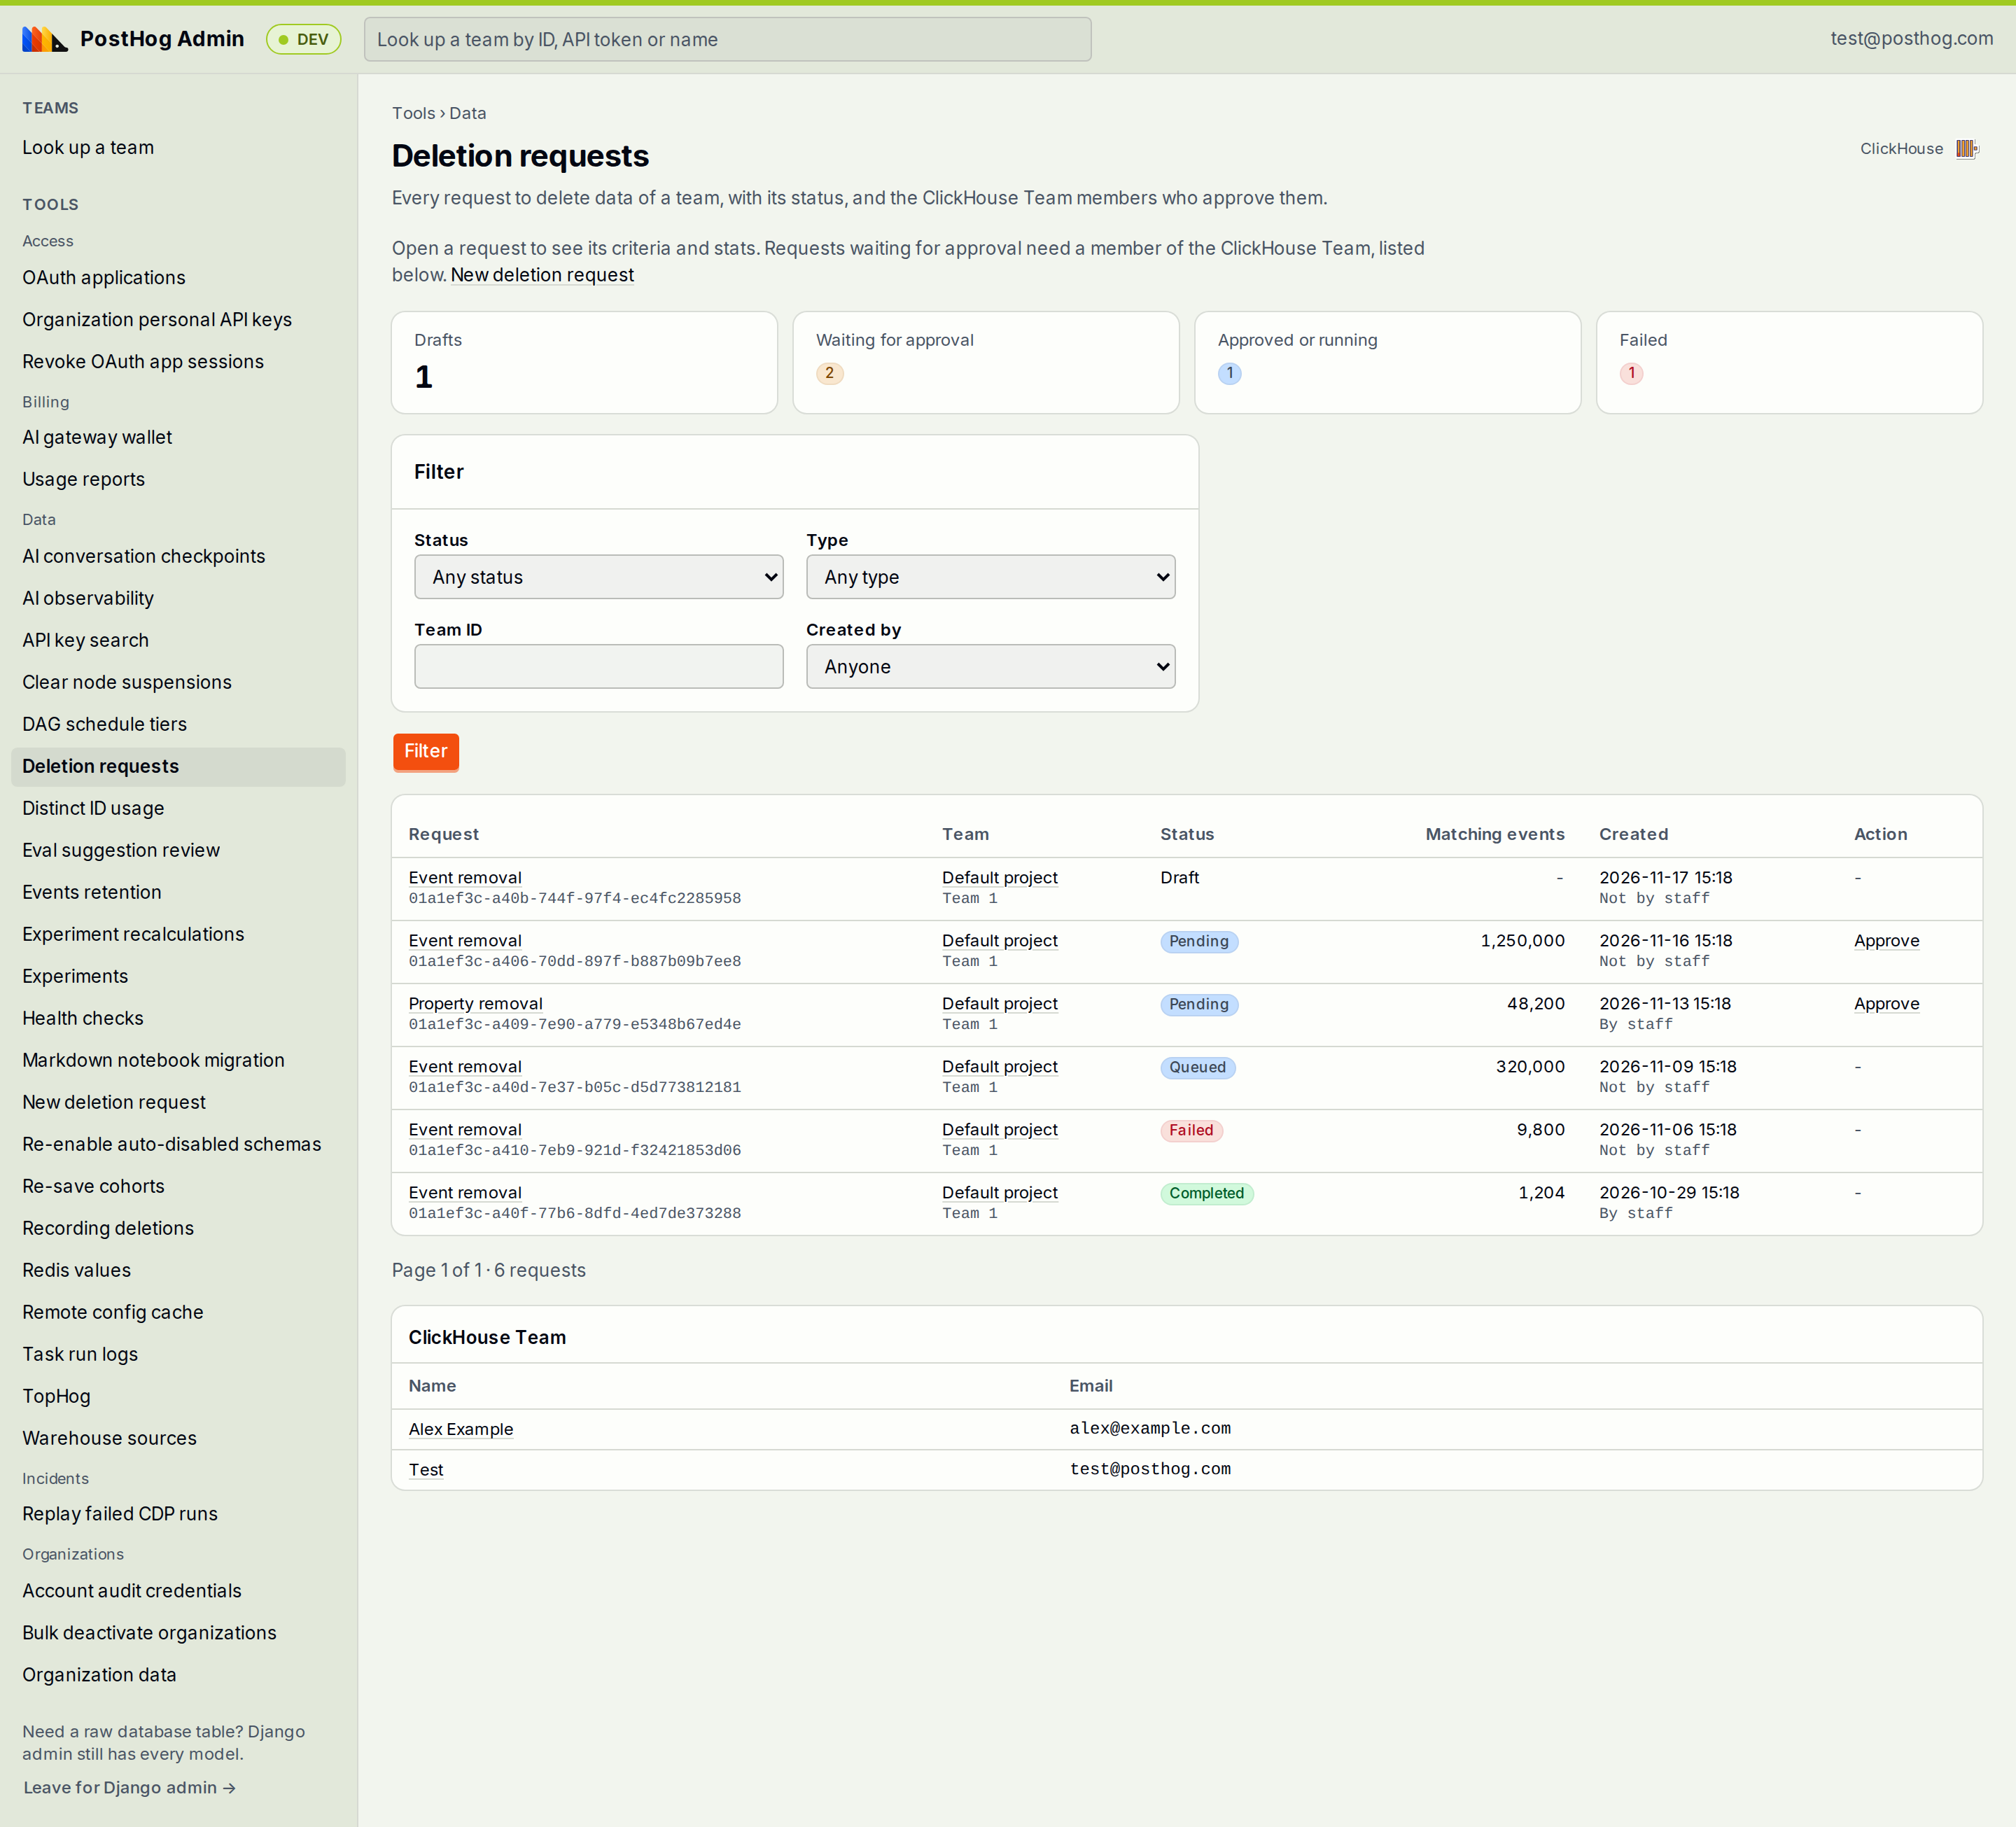 PostHog Admin
DEV
Look up a team by ID, API token or name
test@posthog.com
TEAMS
Look up a team
TOOLS
Access
OAuth applications
Organization personal API keys
Revoke OAuth app sessions
Billing
AI gateway wallet
Usage reports
Data
AI conversation checkpoints
AI observability
API key search
Clear node suspensions
DAG schedule tiers
Deletion requests
Distinct ID usage
Eval suggestion review
Events retention
Experiment recalculations
Experiments
Health checks
Markdown notebook migration
New deletion request
Re-enable auto-disabled schemas
Re-save cohorts
Recording deletions
Redis values
Remote config cache
Task run logs
TopHog
Warehouse sources
Incidents
Replay failed CDP runs
Organizations
Account audit credentials
Bulk deactivate organizations
Organization data
Need a raw database table? Django
admin still has every model.
Leave for Django admin →
Tools › Data
Deletion requests
ClickHouse
Every request to delete data of a team, with its status, and the ClickHouse Team members who approve them.
Open a request to see its criteria and stats. Requests waiting for approval need a member of the ClickHouse Team, listed
below. New deletion request
Drafts
1
Waiting for approval
2
Approved or running
1
Failed
1
Filter
Status
Any status
Type
Any type
Team ID
Created by
Anyone
Filter
Request Team Status Matching events Created Action
Event removal Default project Draft - 2026-11-17 15:18 -
01a1ef3c-a40b-744f-97f4-ec4fc2285958 Team 1 Not by staff
Event removal Default project Pending 1,250,000 2026-11-16 15:18 Approve
01a1ef3c-a406-70dd-897f-b887b09b7ee8 Team 1 Not by staff
Property removal Default project Pending 48,200 2026-11-13 15:18 Approve
01a1ef3c-a409-7e90-a779-e5348b67ed4e Team 1 By staff
Event removal Default project Queued 320,000 2026-11-09 15:18 -
01a1ef3c-a40d-7e37-b05c-d5d773812181 Team 1 Not by staff
Event removal Default project Failed 9,800 2026-11-06 15:18 -
01a1ef3c-a410-7eb9-921d-f32421853d06 Team 1 Not by staff
Event removal Default project Completed 1,204 2026-10-29 15:18 -
01a1ef3c-a40f-77b6-8dfd-4ed7de373288 Team 1 By staff
Page 1 of 1 · 6 requests
ClickHouse Team
Name Email
Alex Example alex@example.com
Test test@posthog.com